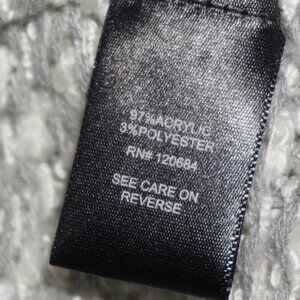 97%ACRYLIC
3%POLYESTER
RN# 120684
SEE CARE ON
REVERSE